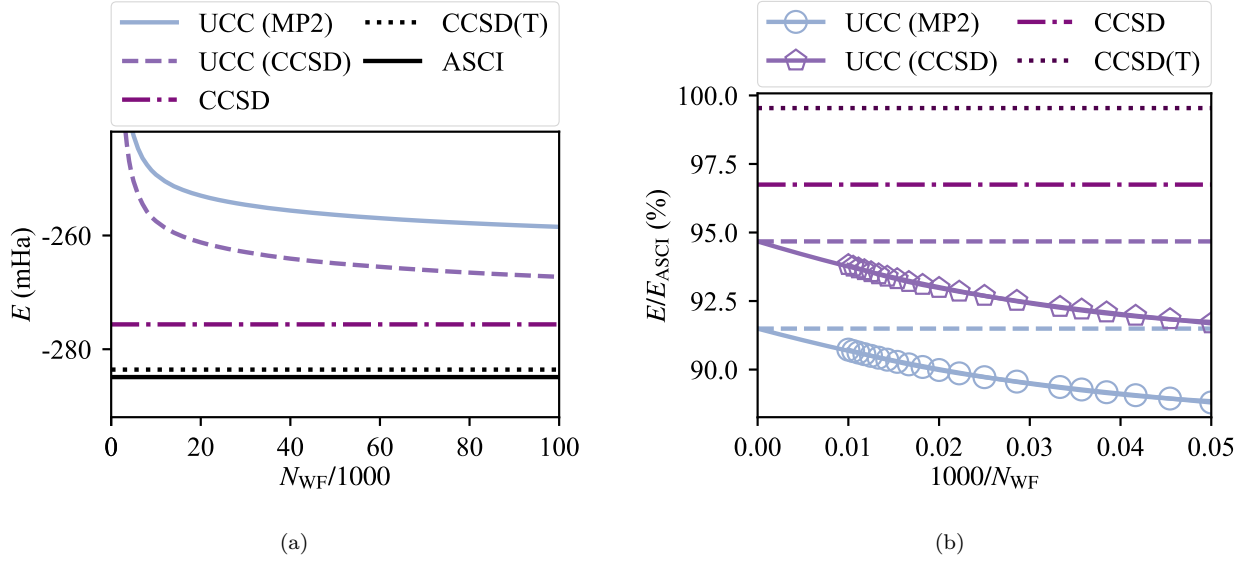 UCC (MP2)
UCC (CCSD)
CCSD
CCSD(T)
ASCI
E (mHa)
-260
-280
0 20 40 60 80 100
N_WF/1000
(a)
UCC (MP2)
UCC (CCSD)
CCSD
CCSD(T)
E/E_ASCI (%)
100.0
97.5
95.0
92.5
90.0
0.00 0.01 0.02 0.03 0.04 0.05
1000/N_WF
(b)